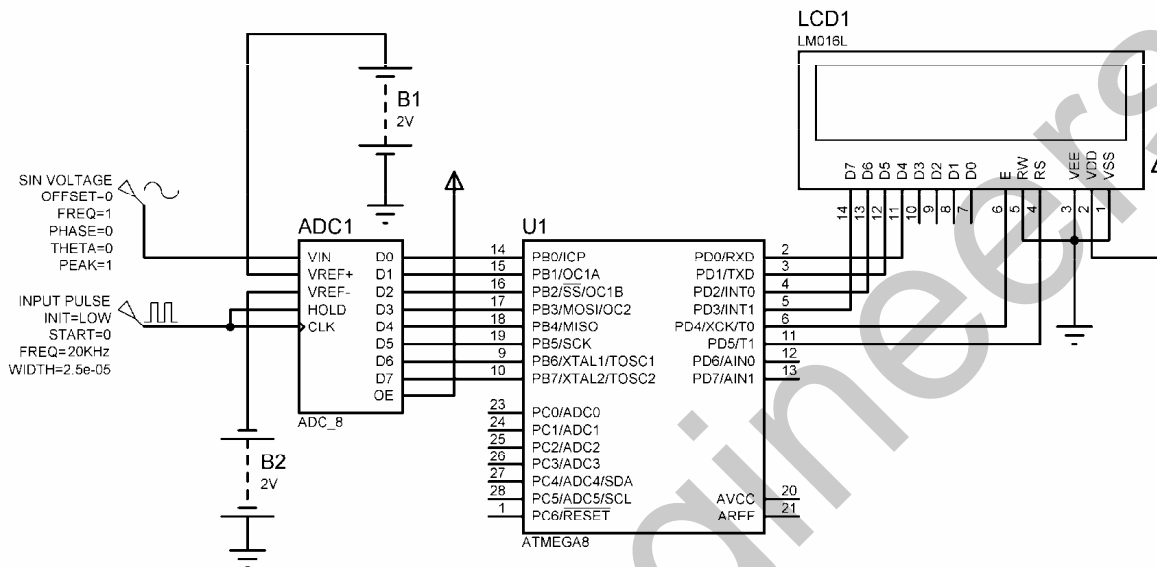 LCD1
LM016L
D7 D6 D5 D4 D3 D2 D1 D0 E RW RS VEE VDD VSS
14 13 12 11 10 9 8 7 6 5 4 3 2 1
B1
2V
SIN VOLTAGE
OFFSET=0
FREQ=1
PHASE=0
THETA=0
PEAK=1
INPUT PULSE
INIT=LOW
START=0
FREQ=20KHz
WIDTH=2.5e-05
ADC1
VIN D0
VREF+ D1
VREF- D2
HOLD D3
CLK D4
D5
D6
D7
OE
ADC_8
B2
2V
U1
14 PB0/ICP PD0/RXD 2
15 PB1/OC1A PD1/TXD 3
16 PB2/SS/OC1B PD2/INT0 4
17 PB3/MOSI/OC2 PD3/INT1 5
18 PB4/MISO PD4/XCK/T0 6
19 PB5/SCK PD5/T1 11
9 PB6/XTAL1/TOSC1 PD6/AIN0 12
10 PB7/XTAL2/TOSC2 PD7/AIN1 13
23 PC0/ADC0
24 PC1/ADC1
25 PC2/ADC2
26 PC3/ADC3
27 PC4/ADC4/SDA
28 PC5/ADC5/SCL AVCC 20
1 PC6/RESET AREF 21
ATMEGA8
gineers